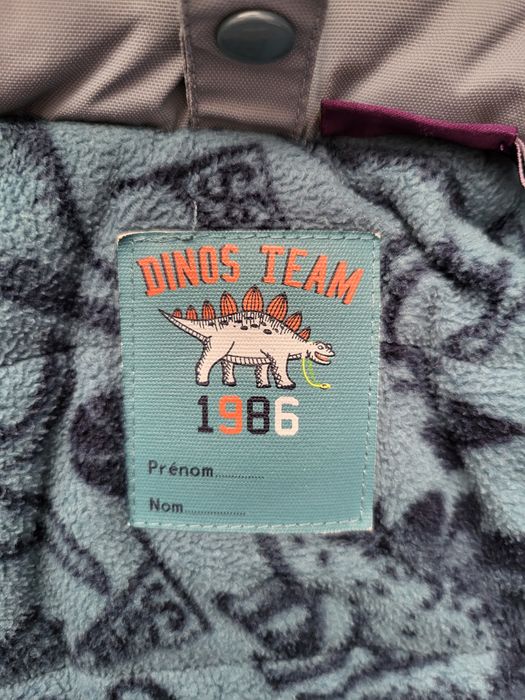 DINOS TEAM
1986
Prénom............
Nom...............